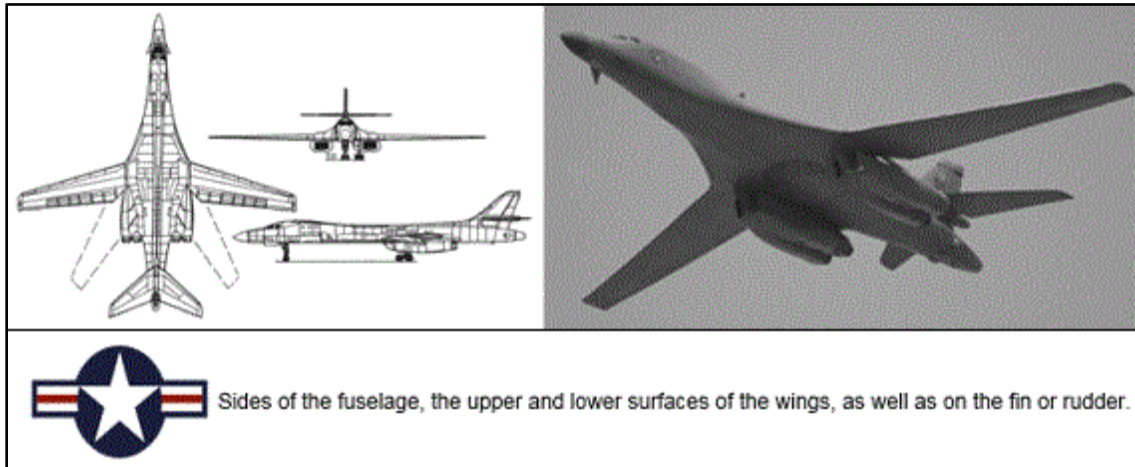 Sides of the fuselage, the upper and lower surfaces of the wings, as well as on the fin or rudder.